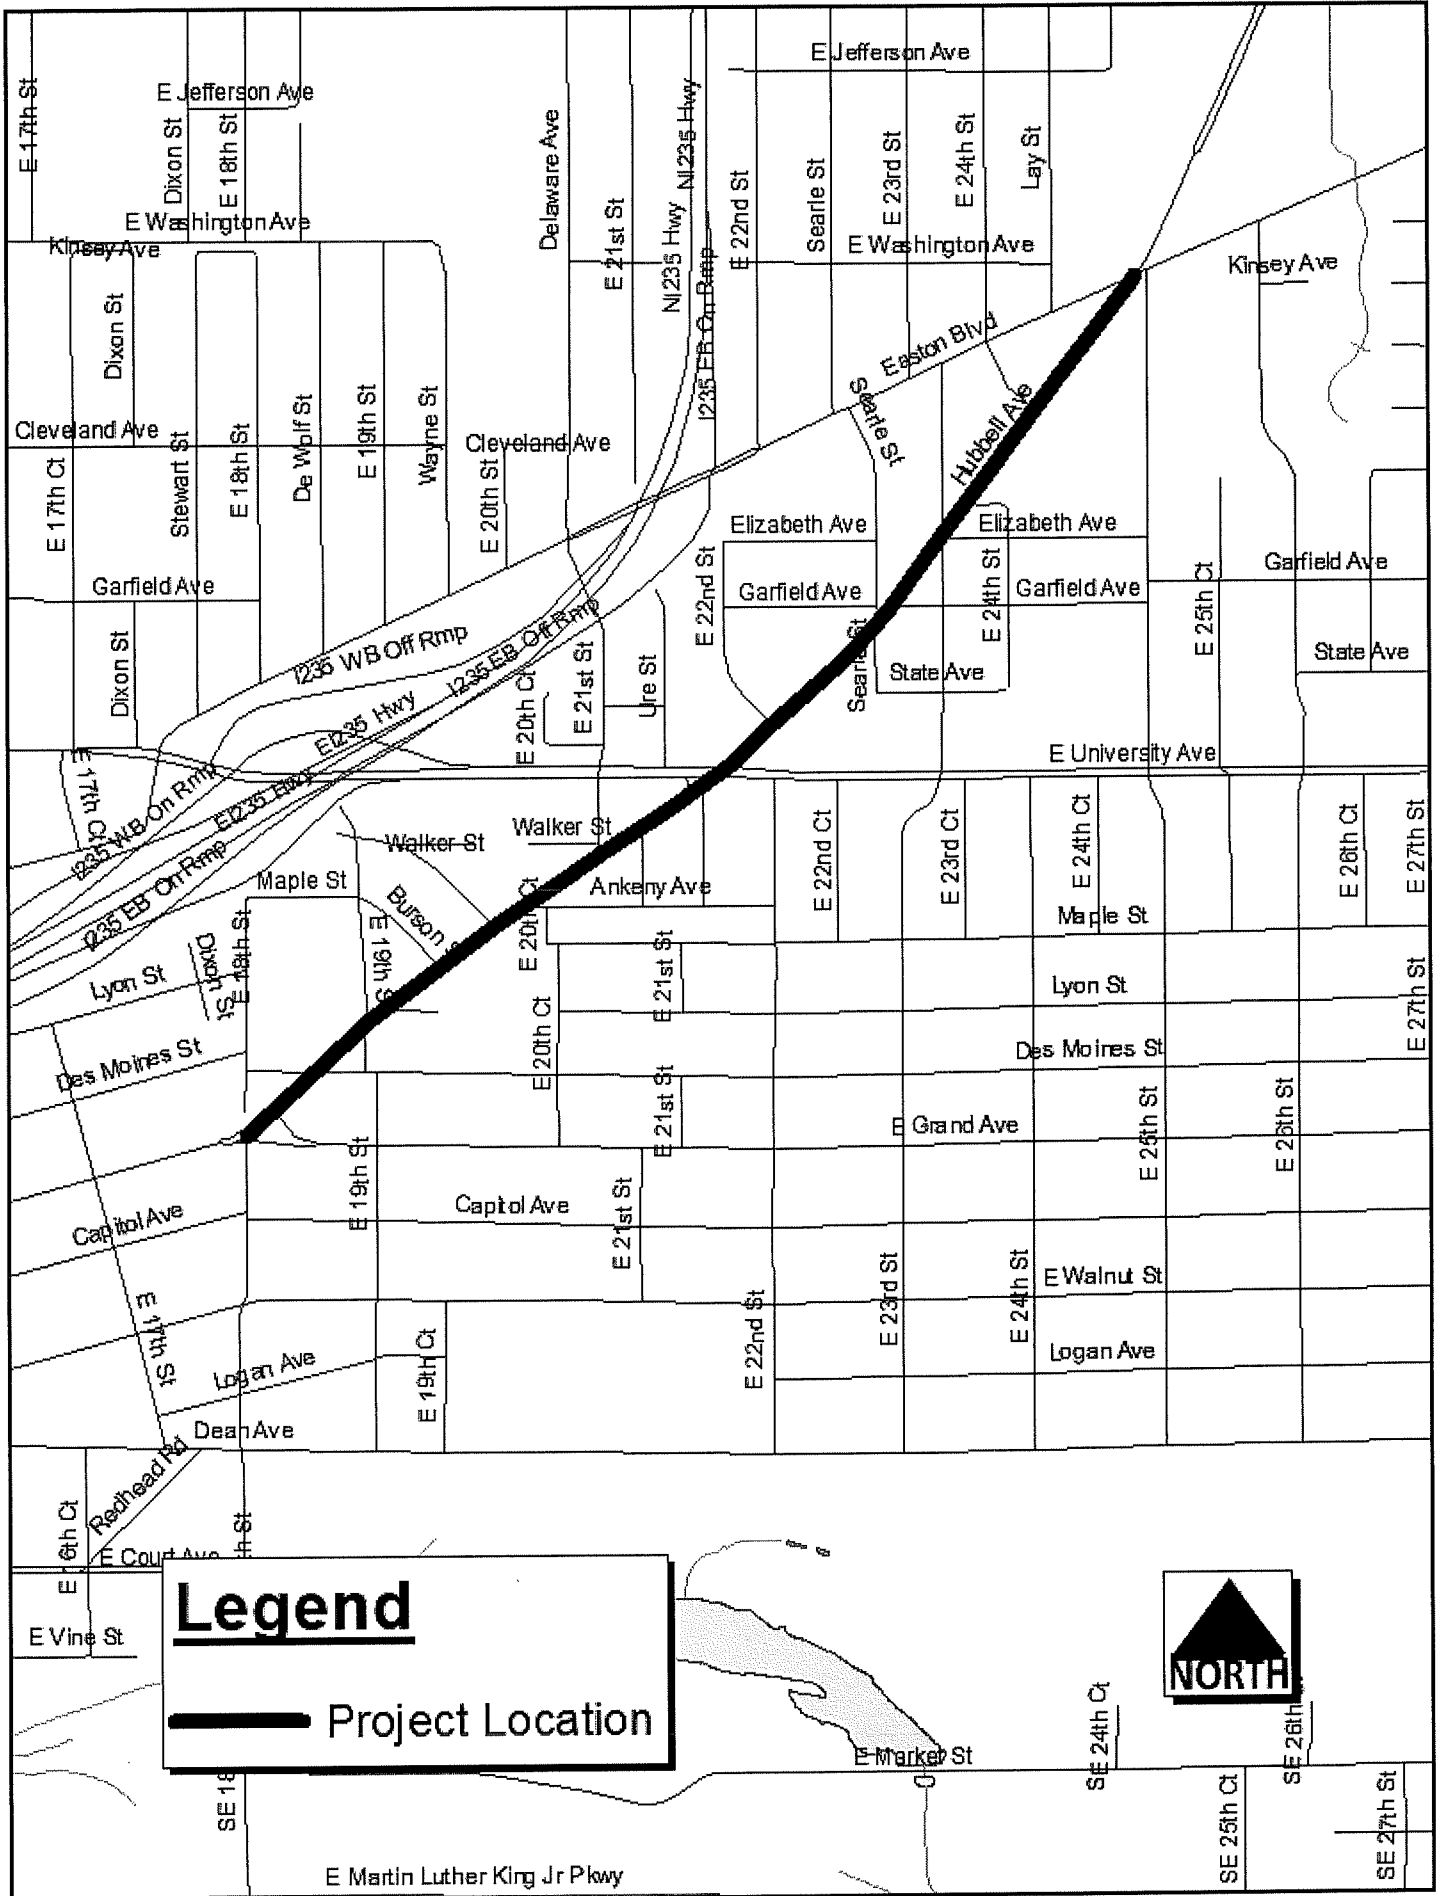 E Jefferson Ave
E Jefferson Ave
E 17th St
Dixon St
E 18th St
Delaware Ave
E 21st St
NI235 Hwy
NI235 Hwy
I235 EB On Rmp
E 22nd St
Searle St
E 23rd St
E 24th St
Lay St
E Washington Ave
Kinsey Ave
E Washington Ave
Kinsey Ave
Dixon St
Easton Blvd
Searle St
Hubbell Ave
Cleveland Ave
Cleveland Ave
E 17th Ct
Stewart St
E 18th St
De Wolf St
E 19th St
Wayne St
E 20th St
Elizabeth Ave
Elizabeth Ave
Garfield Ave
Garfield Ave
Garfield Ave
Garfield Ave
E 22nd St
E 24th St
E 25th Ct
Dixon St
I235 WB Off Rmp
I235 EB Off Rmp
EI235 Hwy
E 20th Ct
E 21st St
Ure St
Searle St
State Ave
State Ave
E University Ave
E 17th Ct
I235 WB On Rmp
EI235 Hwy
I235 EB On Rmp
Walker St
Walker St
Maple St
Burson St
Ankeny Ave
E 22nd Ct
E 23rd Ct
E 24th Ct
E 26th Ct
E 27th St
Maple St
Lyon St
Dixon St
E 18th St
E 19th St
E 20th Ct
E 21st St
Lyon St
E 27th St
Des Moines St
E 20th Ct
E 21st St
Des Moines St
E Grand Ave
E 25th St
E 26th St
Capitol Ave
E 19th St
Capitol Ave
E 21st St
E 17th St
E 22nd St
E 23rd St
E 24th St
E Walnut St
Logan Ave
E 19th Ct
Logan Ave
Dean Ave
Redhead Rd
E 16th Ct
E Court Ave
E Vine St
Legend
Project Location
NORTH
E Market St
SE 24th Ct
SE 26th
SE 18
SE 25th Ct
SE 27th St
E Martin Luther King Jr Pkwy